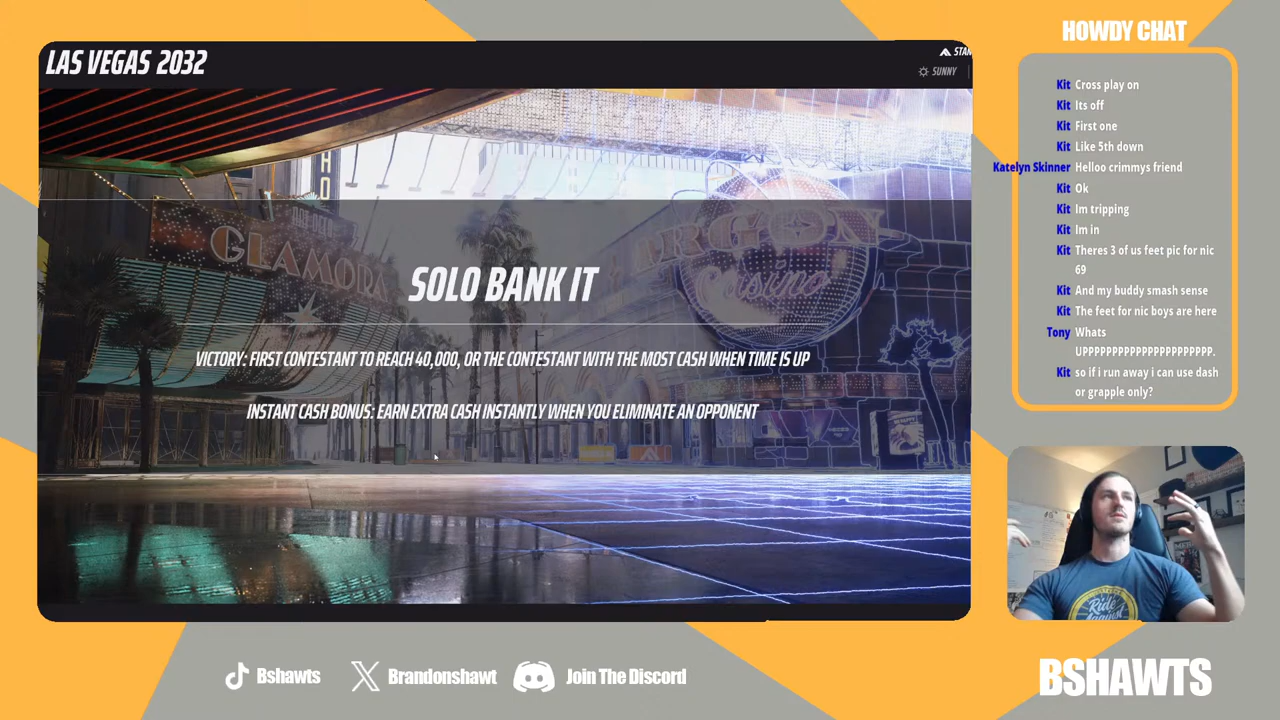 HOWDY CHAT
LAS VEGAS 2032
STAN
SUNNY
GLAMORA
ARGON
Casino
SOLO BANK IT
VICTORY: FIRST CONTESTANT TO REACH 40,000, OR THE CONTESTANT WITH THE MOST CASH WHEN TIME IS UP
INSTANT CASH BONUS: EARN EXTRA CASH INSTANTLY WHEN YOU ELIMINATE AN OPPONENT
Kit Cross play on
Kit Its off
Kit First one
Kit Like 5th down
Katelyn Skinner Helloo crimmys friend
Kit Ok
Kit Im tripping
Kit Im in
Kit Theres 3 of us feet pic for nic
69
Kit And my buddy smash sense
Kit The feet for nic boys are here
Tony Whats
UPPPPPPPPPPPPPPPPPPPP.
Kit so if i run away i can use dash
or grapple only?
Ride
Against
Bshawts
Brandonshawt
Join The Discord
BSHAWTS